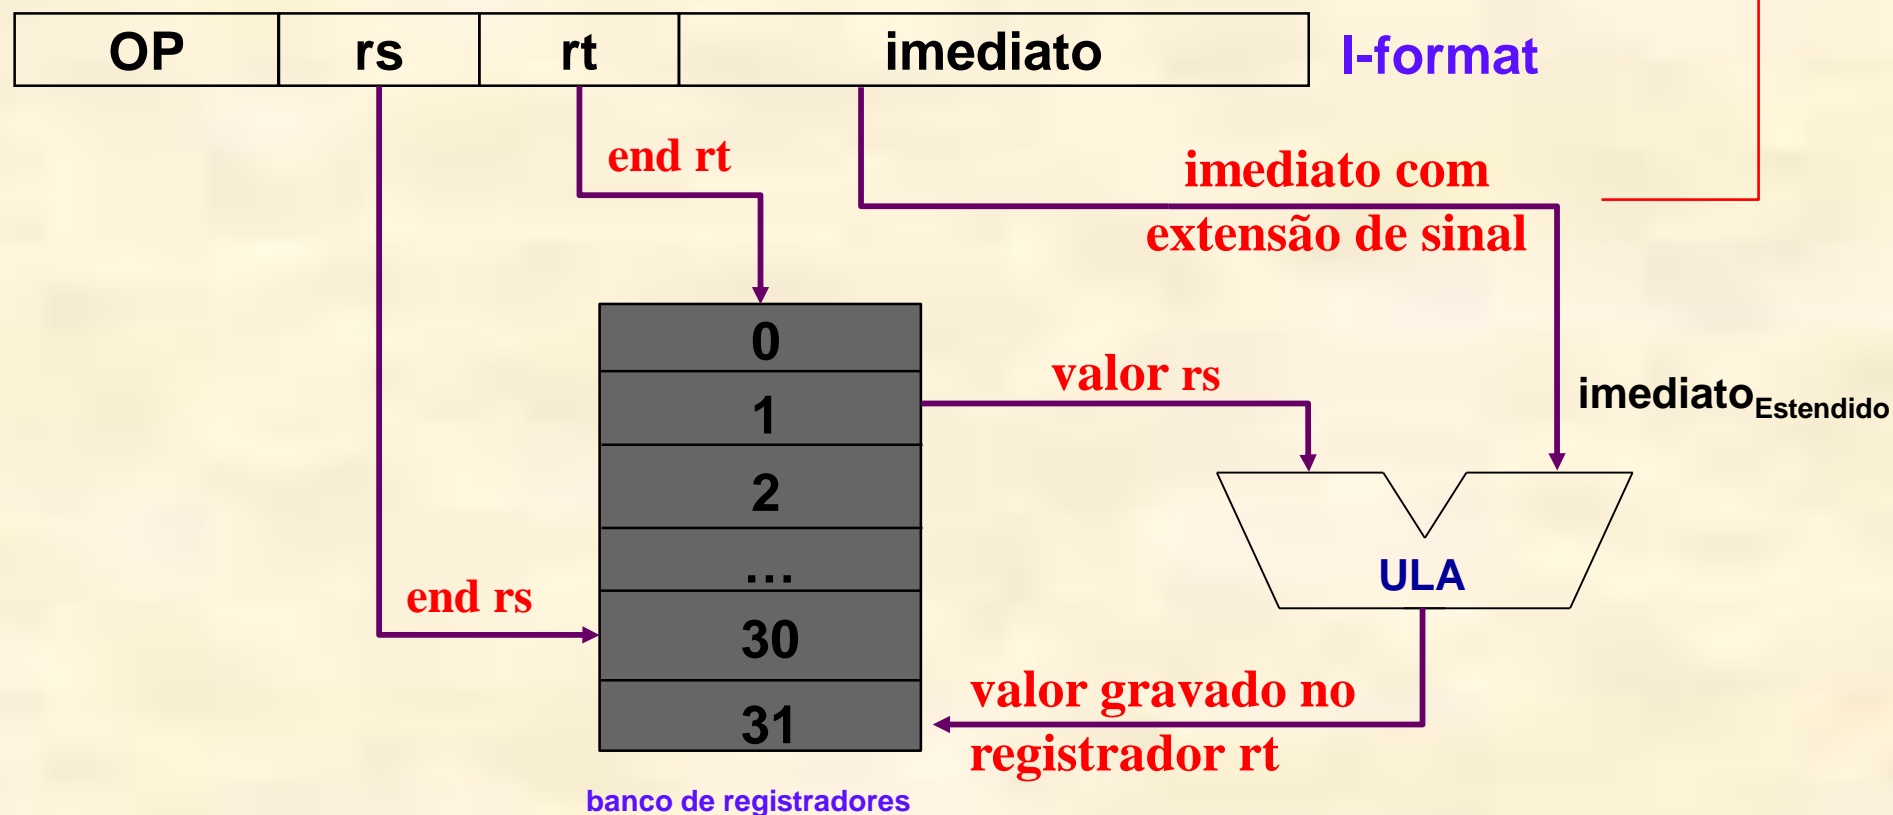 OP rs rt imediato I-format
end rt
imediato com
extensão de sinal
0
valor rs
1
imediatoEstendido
2
...
ULA
end rs
30
valor gravado no
31
registrador rt
banco de registradores